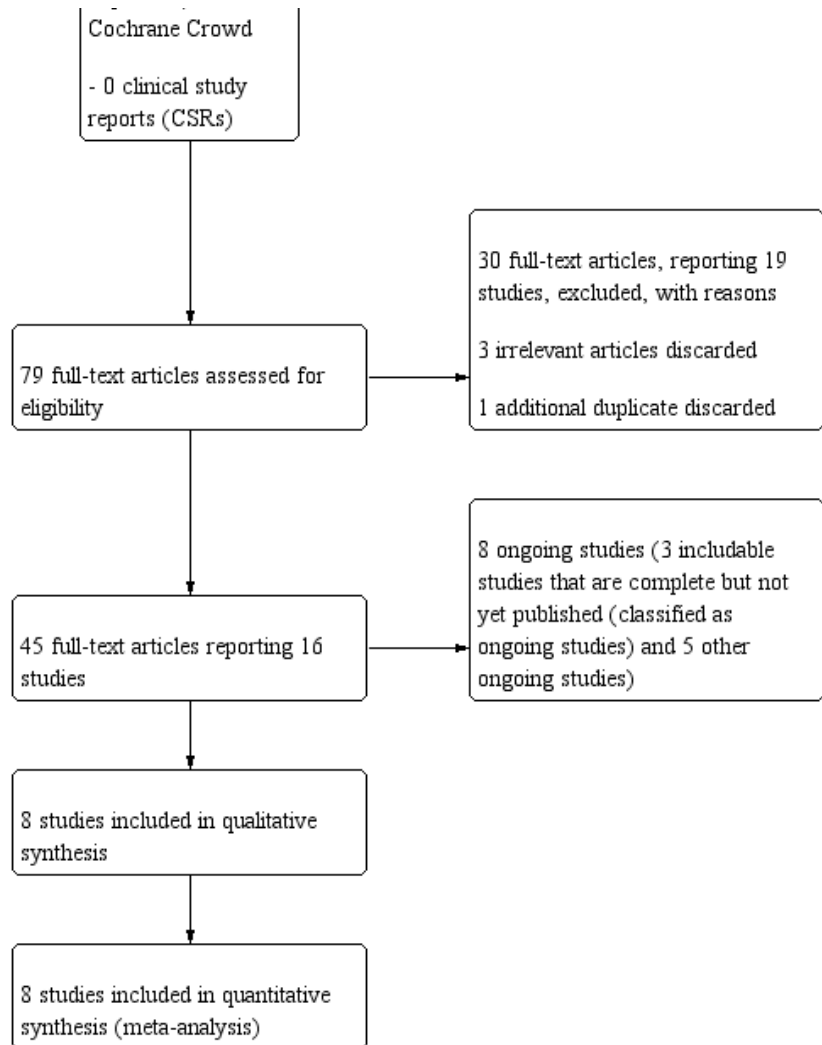 Cochrane Crowd
- 0 clinical study
reports (CSRs)
30 full-text articles, reporting 19
studies, excluded, with reasons
3 irrelevant articles discarded
1 additional duplicate discarded
79 full-text articles assessed for
eligibility
8 ongoing studies (3 includable
studies that are complete but not
yet published (classified as
ongoing studies) and 5 other
ongoing studies)
45 full-text articles reporting 16
studies
8 studies included in qualitative
synthesis
8 studies included in quantitative
synthesis (meta-analysis)